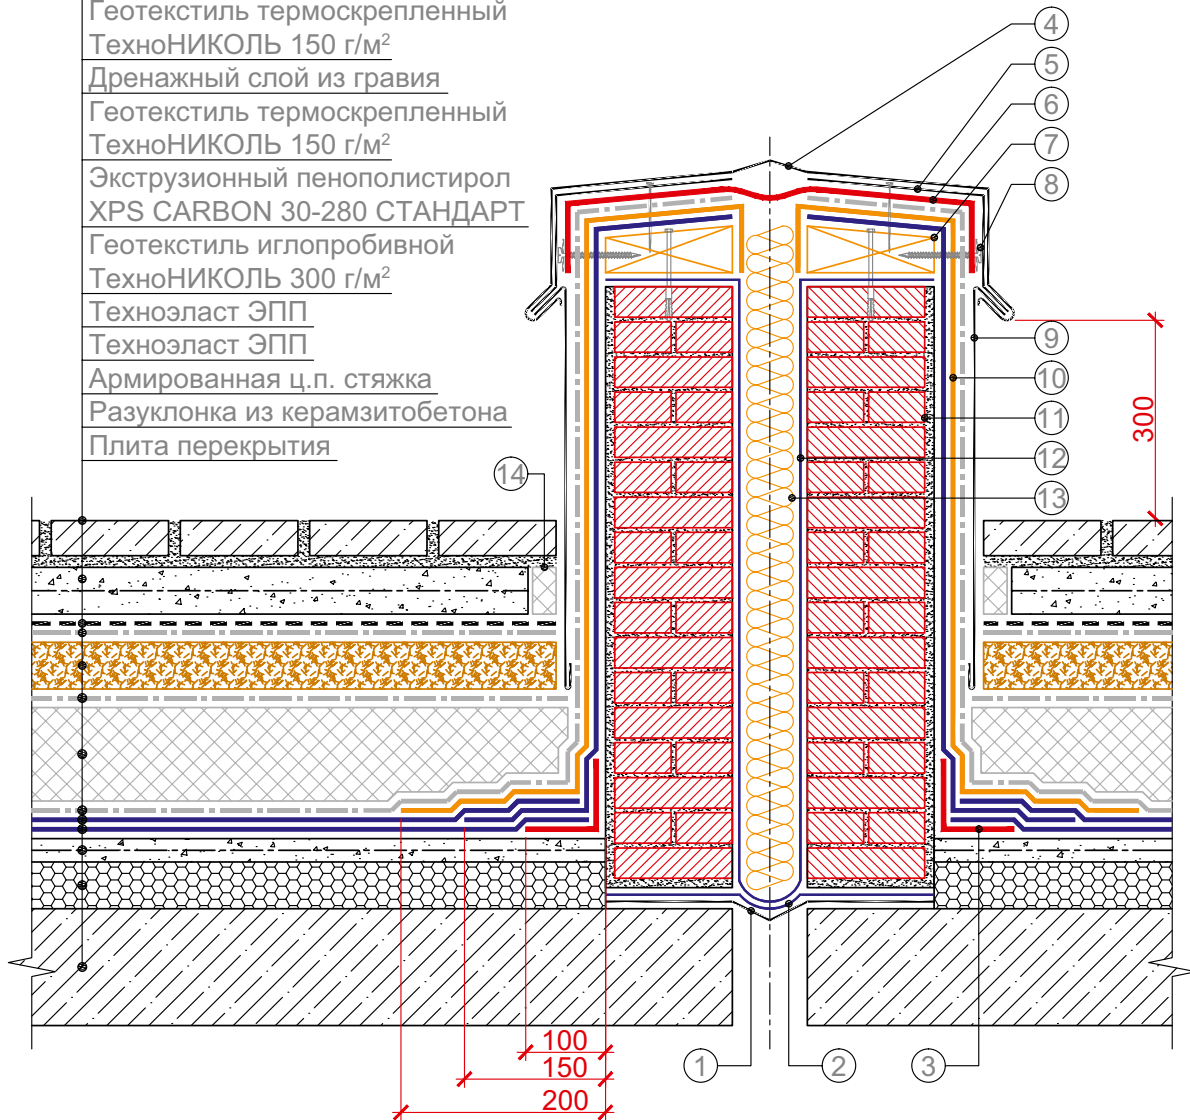 Геотекстиль термоскрепленный
ТехноНИКОЛЬ 150 г/м²
Дренажный слой из гравия
Геотекстиль термоскрепленный
ТехноНИКОЛЬ 150 г/м²
Экструзионный пенополистирол
XPS CARBON 30-280 СТАНДАРТ
Геотекстиль иглопробивной
ТехноНИКОЛЬ 300 г/м²
Техноэласт ЭПП
Техноэласт ЭПП
Армированная ц.п. стяжка
Разуклонка из керамзитобетона
Плита перекрытия
4
5
6
7
8
9
10
11
12
13
14
300
100
150
200
1
2
3